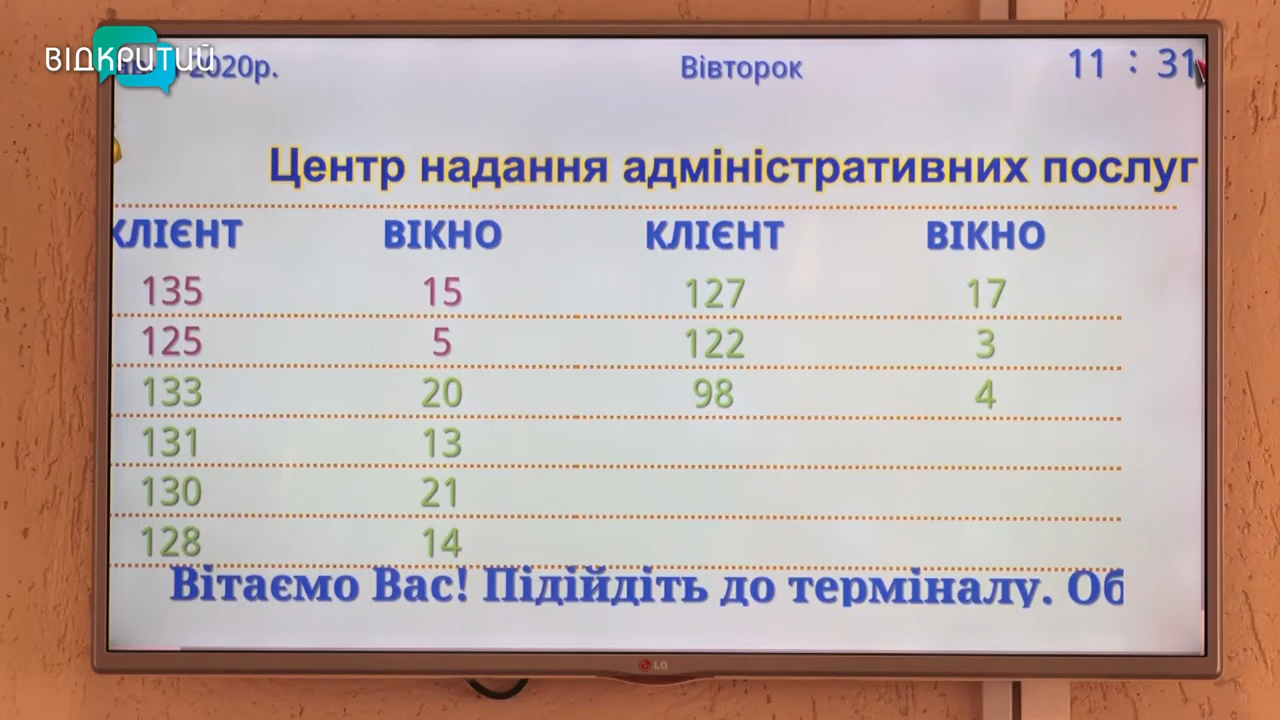 ВІДКРИТИЙ
2020р. Вівторок 11 : 31
Центр надання адміністративних послуг
КЛІЄНТ ВІКНО КЛІЄНТ ВІКНО
135 15 127 17
125 5 122 3
133 20 98 4
131 13
130 21
128 14
Вітаємо Вас! Підійдіть до терміналу. Об
LG